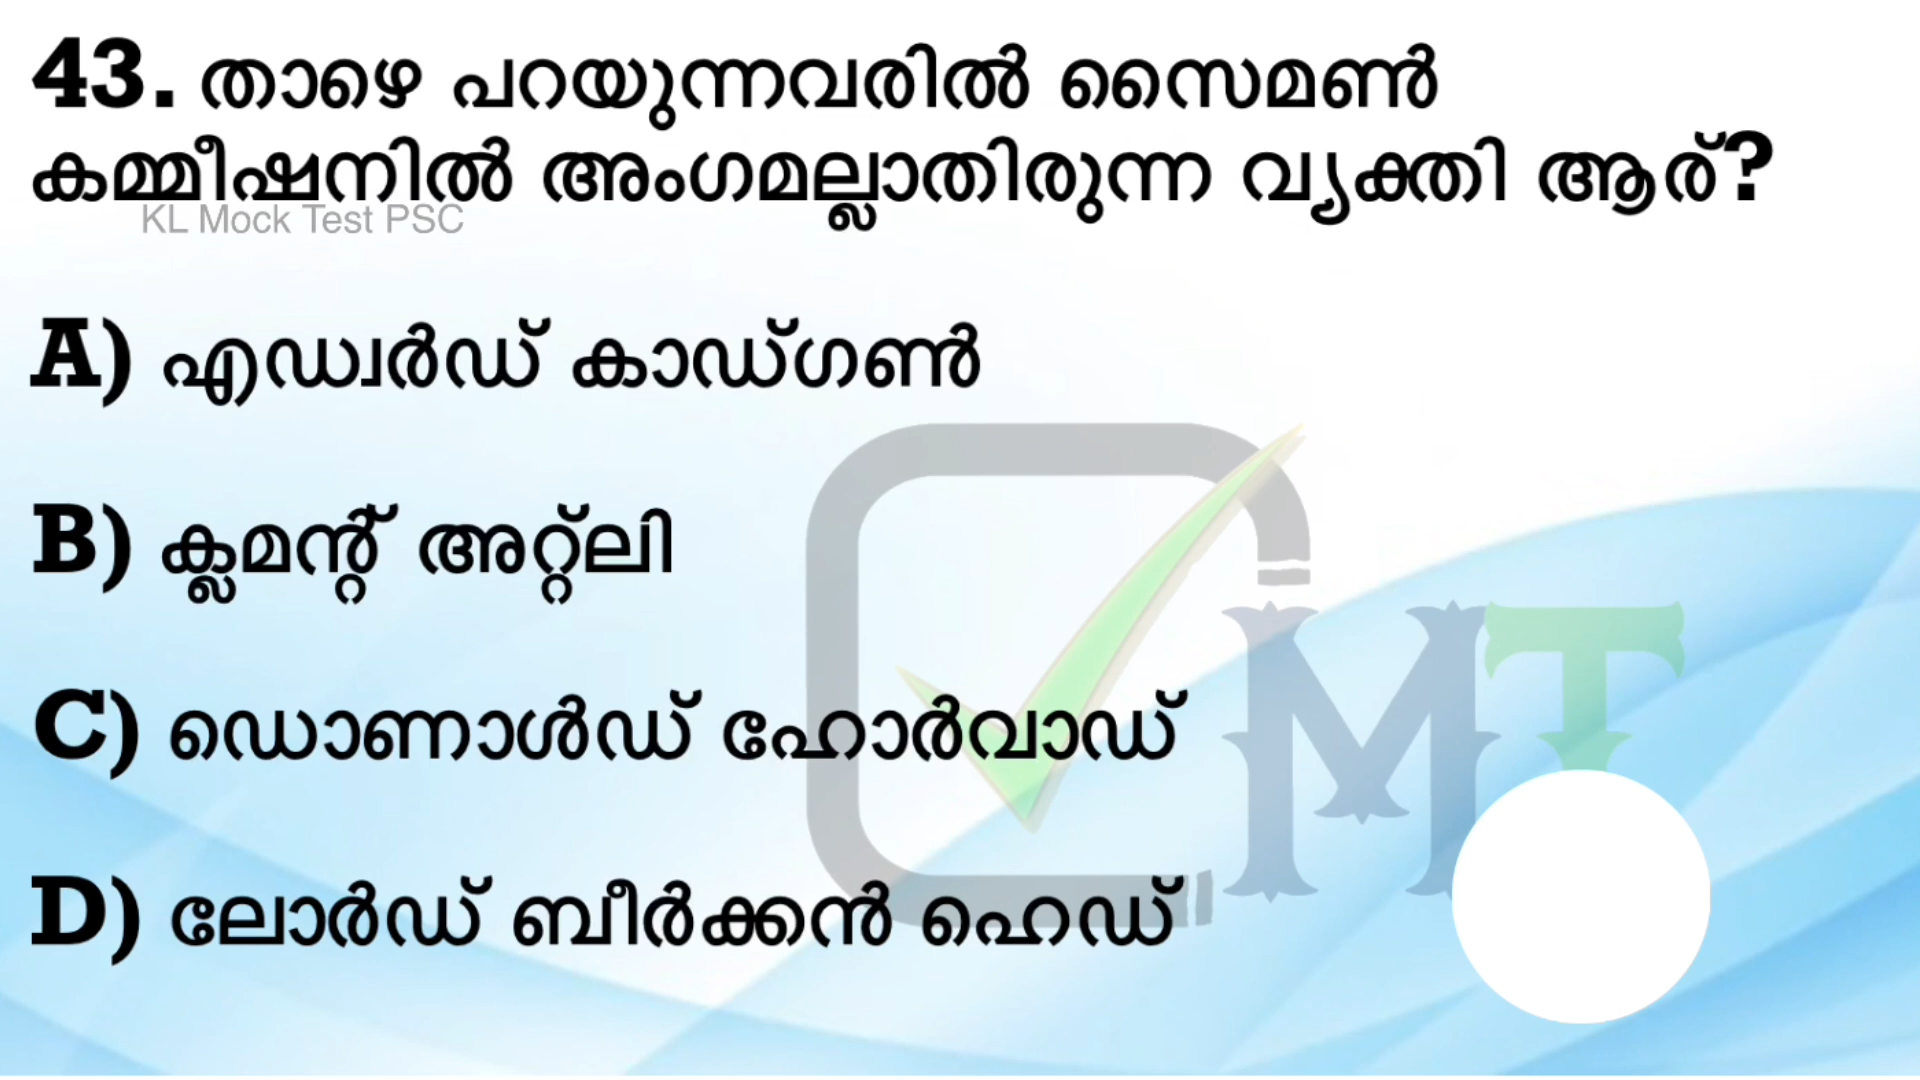 43. താഴെ പറയുന്നവരിൽ സൈമൺ
കമ്മീഷനിൽ അംഗമല്ലാതിരുന്ന വ്യക്തി ആര്?
KL Mock Test PSC
A) എഡ്വർഡ് കാഡ്ഗൺ
B) ക്ലമന്റ് അറ്റ്ലി
C) ഡൊണാൾഡ് ഹോർവാഡ്
D) ലോർഡ് ബീർക്കൻ ഹെഡ്
MT